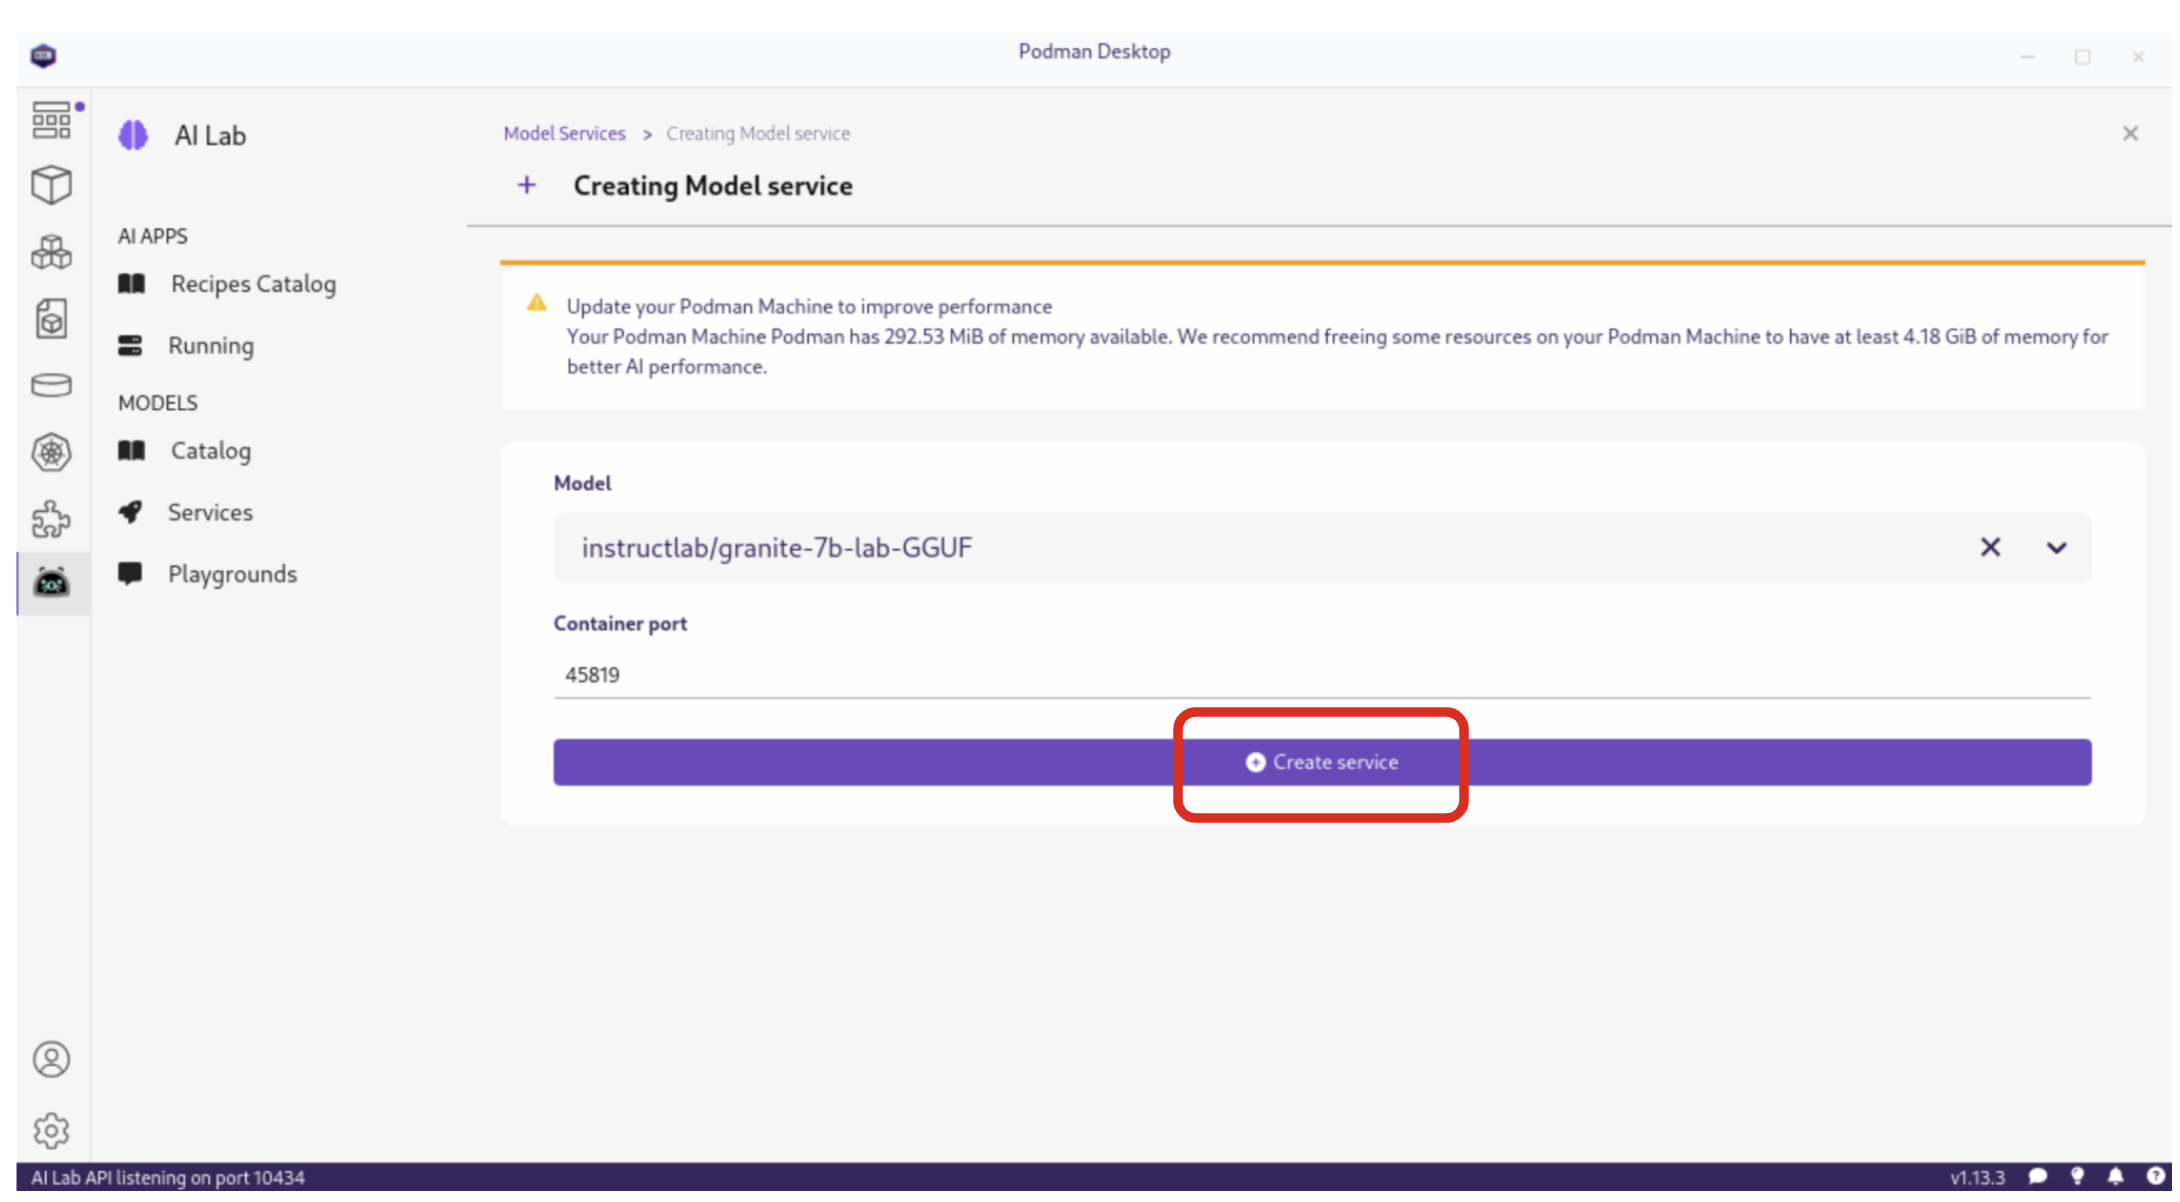 Podman Desktop
AI Lab
AI APPS
Recipes Catalog
Running
MODELS
Catalog
Services
Playgrounds
Model Services > Creating Model service
+ Creating Model service
Update your Podman Machine to improve performance
Your Podman Machine Podman has 292.53 MiB of memory available. We recommend freeing some resources on your Podman Machine to have at least 4.18 GiB of memory for
better AI performance.
Model
instructlab/granite-7b-lab-GGUF
Container port
45819
Create service
AI Lab API listening on port 10434
v1.13.3